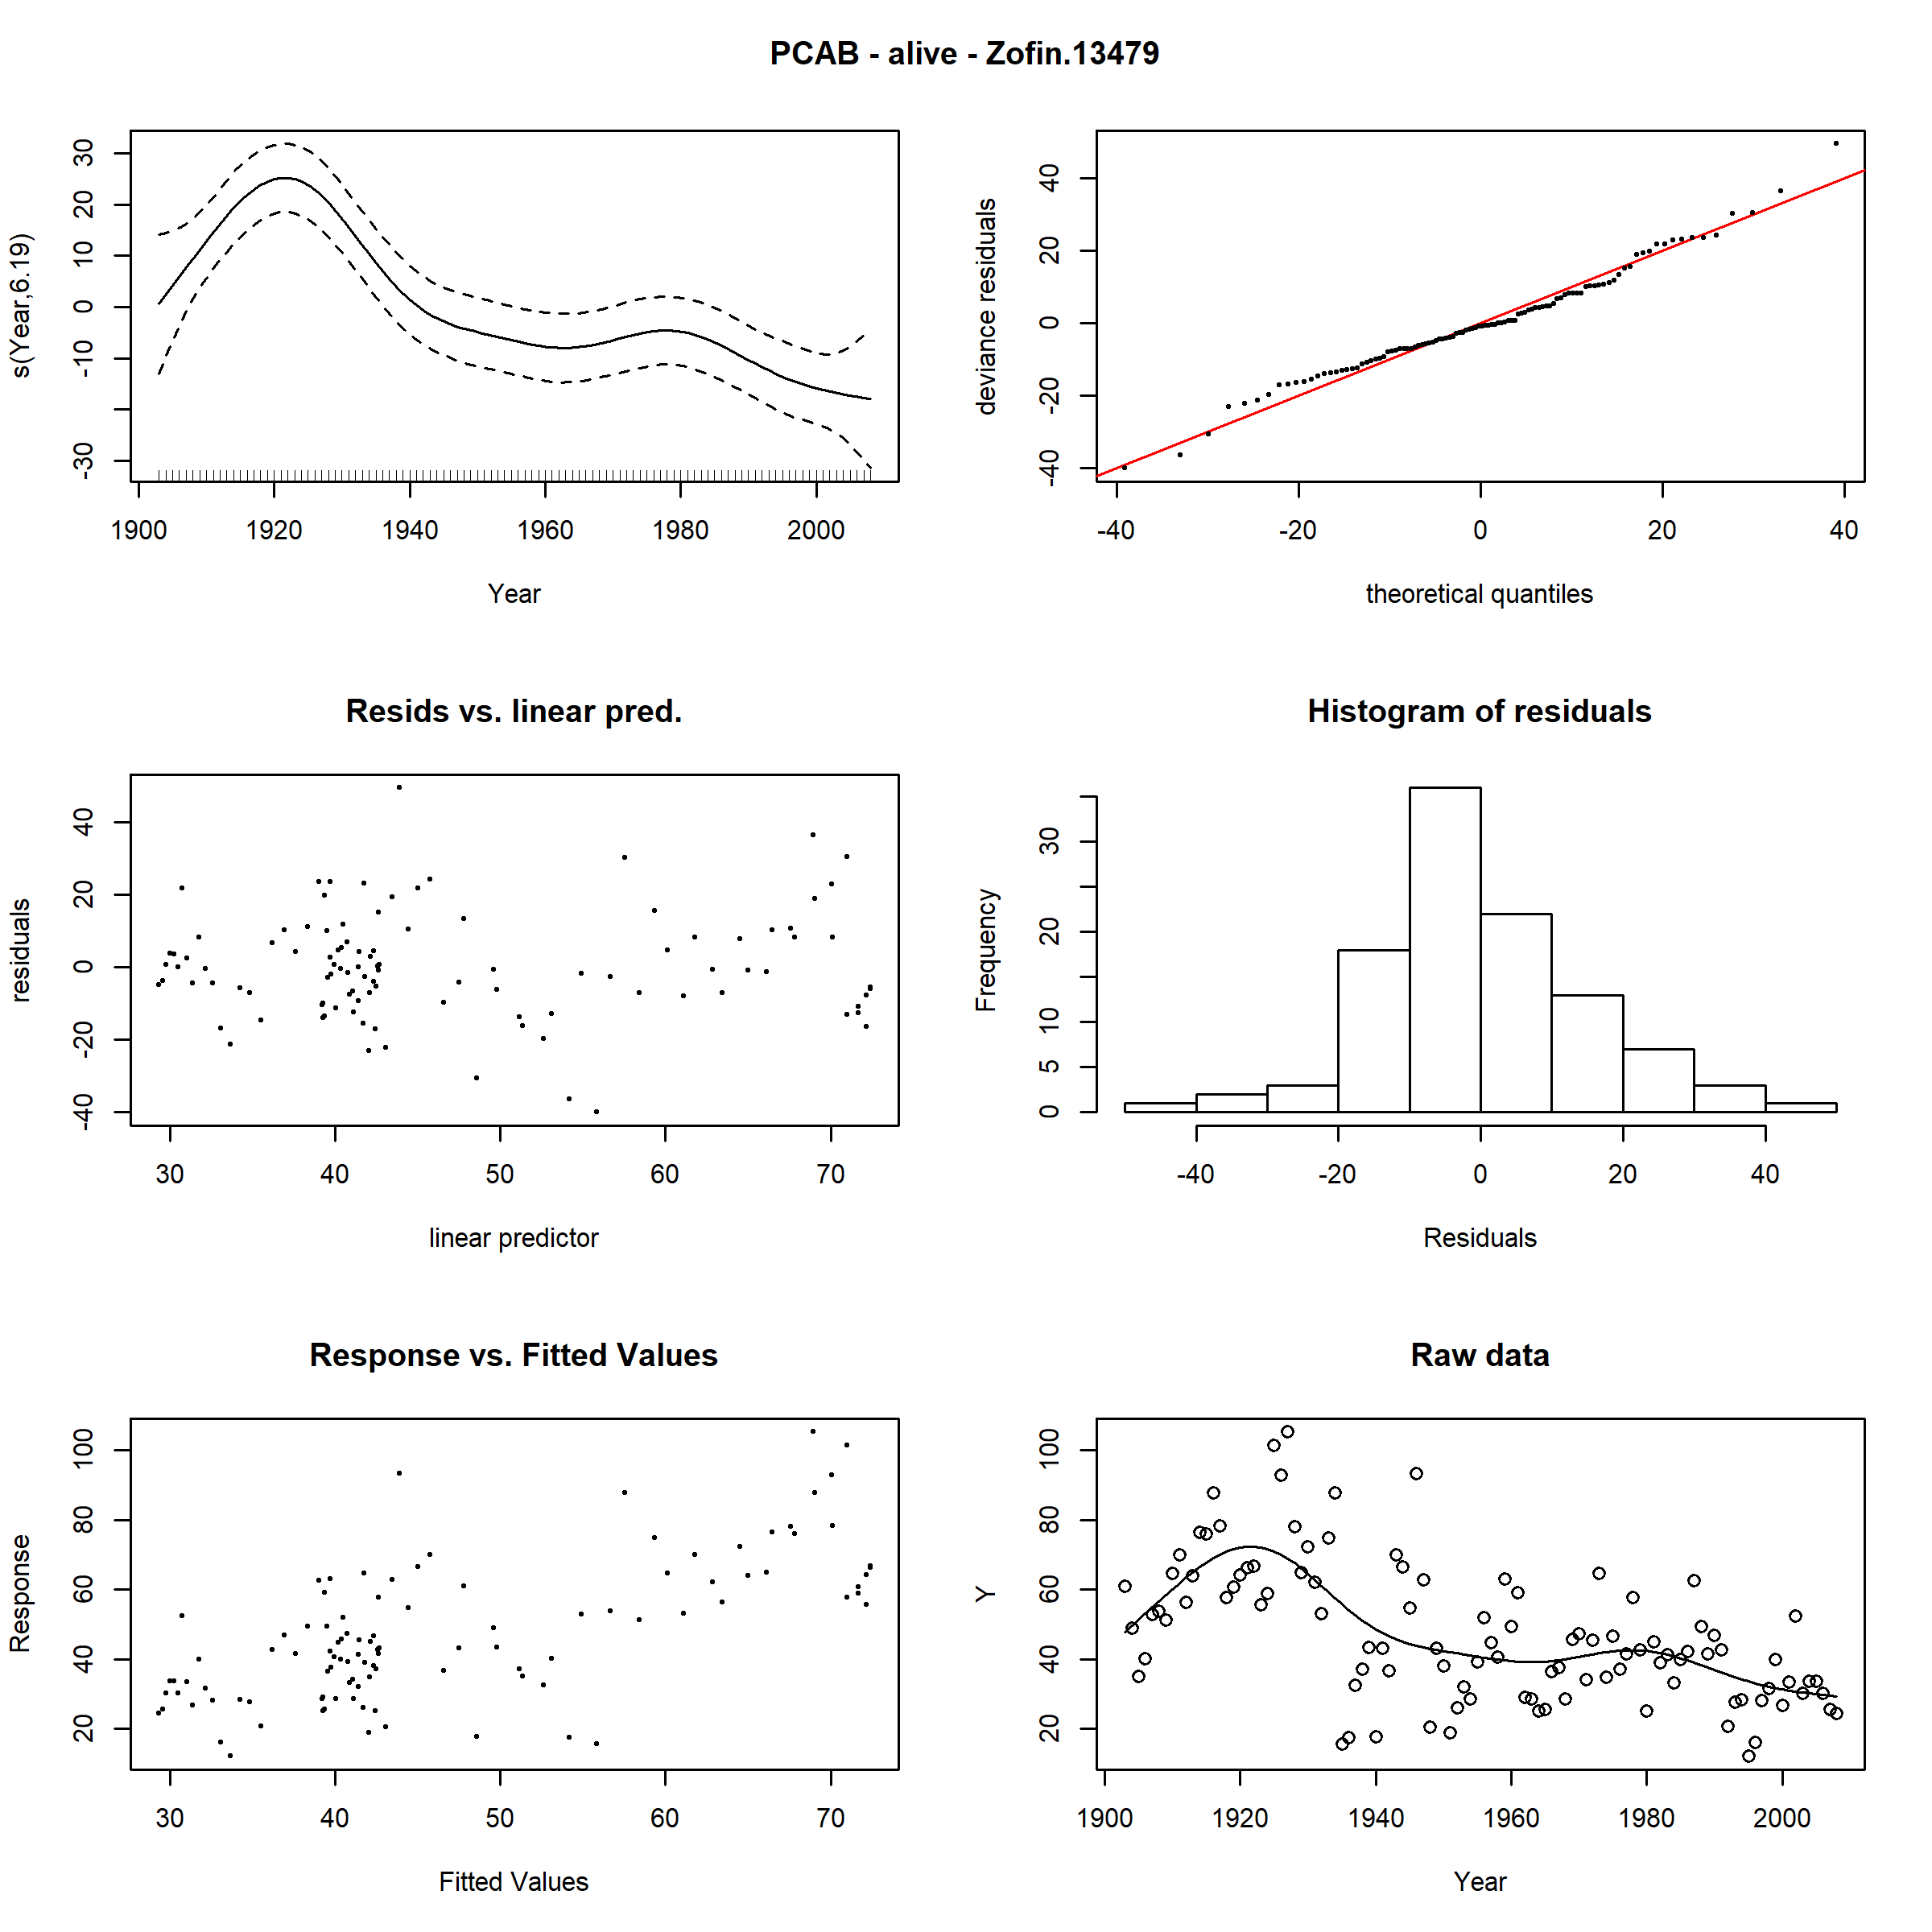 PCAB - alive - Zofin.13479
s(Year,6.19)
30
20
10
0
-10
-30
1900 1920 1940 1960 1980 2000
Year
deviance residuals
40
20
0
-20
-40
-40 -20 0 20 40
theoretical quantiles
Resids vs. linear pred.
residuals
40
20
0
-20
-40
30 40 50 60 70
linear predictor
Histogram of residuals
Frequency
30
20
10
5
0
-40 -20 0 20 40
Residuals
Response vs. Fitted Values
Response
100
80
60
40
20
30 40 50 60 70
Fitted Values
Raw data
Y
100
80
60
40
20
1900 1920 1940 1960 1980 2000
Year